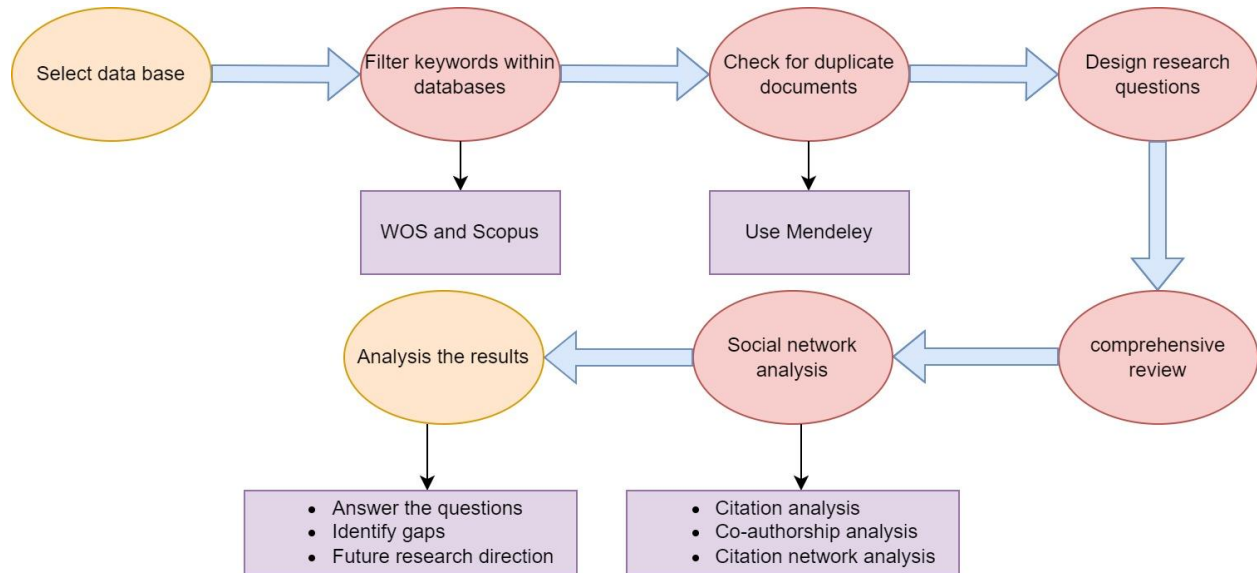 Select data base
Filter keywords within
databases
Check for duplicate
documents
Design research
questions
WOS and Scopus
Use Mendeley
Analysis the results
Social network
analysis
comprehensive
review
• Answer the questions
• Identify gaps
• Future research direction
• Citation analysis
• Co-authorship analysis
• Citation network analysis